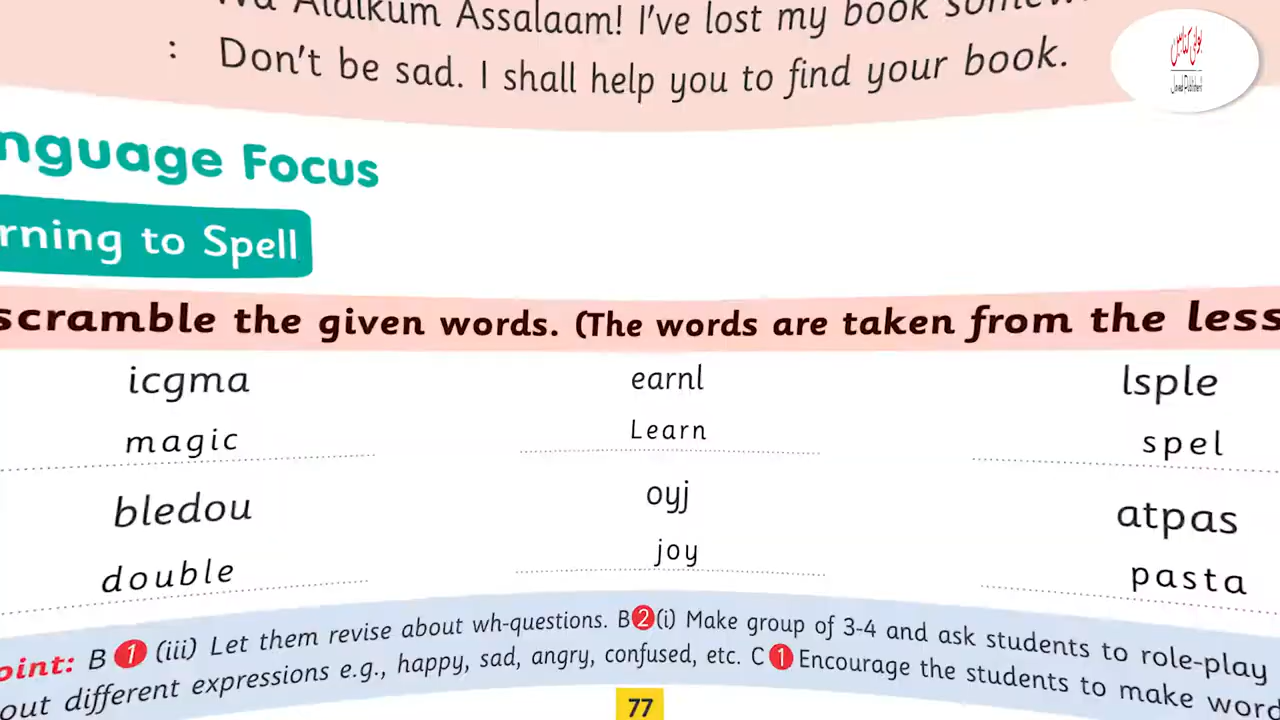 Alaikum Assalaam! I've lost my book
: Don't be sad. I shall help you to find your book.
بولتی کتابیں
Javed Publishers
nguage Focus
rning to Spell
scramble the given words. (The words are taken from the less
icgma earnl lsple
magic Learn spel
bledou oyj atpas
double joy pasta
oint: B 1 (iii) Let them revise about wh-questions. B 2 (i) Make group of 3-4 and ask students to role-play
out different expressions e.g., happy, sad, angry, confused, etc. C 1 Encourage the students to make word
77